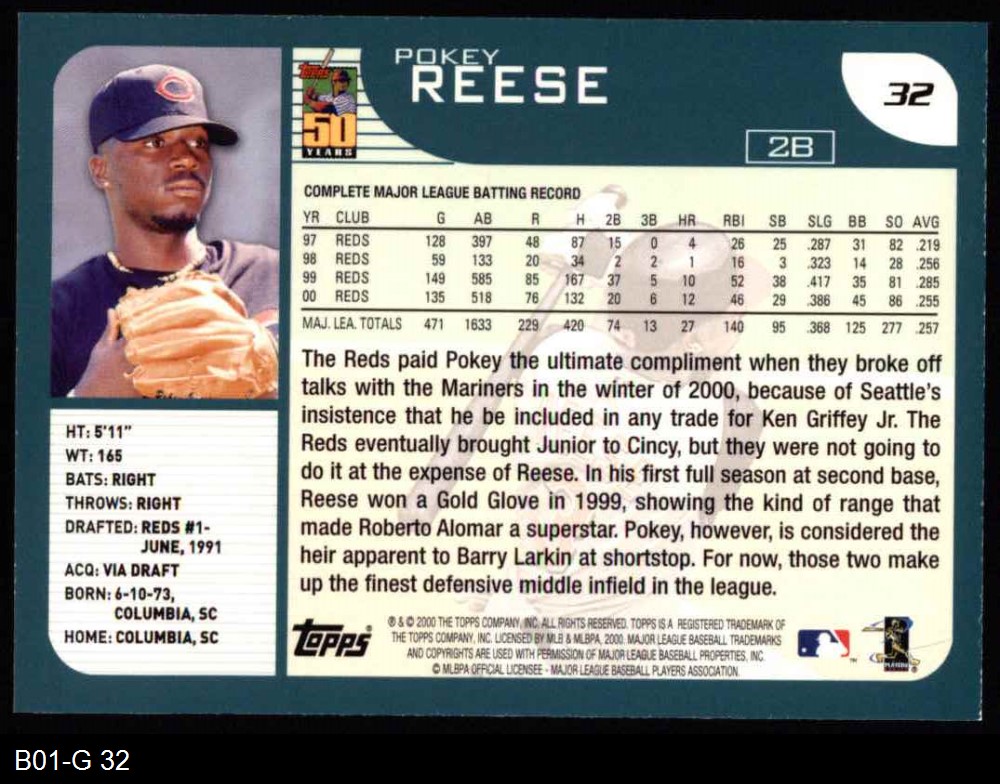 POKEY
REESE
32
Topps
50
YEARS
2B
COMPLETE MAJOR LEAGUE BATTING RECORD
YR CLUB G AB R H 2B 3B HR RBI SB SLG BB SO AVG
97 REDS 128 397 48 87 15 0 4 26 25 .287 31 82 .219
98 REDS 59 133 20 34 2 2 1 16 3 .323 14 28 .256
99 REDS 149 585 85 167 37 5 10 52 38 .417 35 81 .285
00 REDS 135 518 76 132 20 6 12 46 29 .386 45 86 .255
MAJ. LEA. TOTALS 471 1633 229 420 74 13 27 140 95 .368 125 277 .257
The Reds paid Pokey the ultimate compliment when they broke off
talks with the Mariners in the winter of 2000, because of Seattle's
insistence that he be included in any trade for Ken Griffey Jr. The
Reds eventually brought Junior to Cincy, but they were not going to
do it at the expense of Reese. In his first full season at second base,
Reese won a Gold Glove in 1999, showing the kind of range that
made Roberto Alomar a superstar. Pokey, however, is considered the
heir apparent to Barry Larkin at shortstop. For now, those two make
up the finest defensive middle infield in the league.
HT: 5'11"
WT: 165
BATS: RIGHT
THROWS: RIGHT
DRAFTED: REDS #1-
JUNE, 1991
ACQ: VIA DRAFT
BORN: 6-10-73,
COLUMBIA, SC
HOME: COLUMBIA, SC
Topps
® & © 2000 THE TOPPS COMPANY, INC. ALL RIGHTS RESERVED. TOPPS IS A REGISTERED TRADEMARK OF
THE TOPPS COMPANY, INC. LICENSED BY MLB & MLBPA, 2000. MAJOR LEAGUE BASEBALL TRADEMARKS
AND COPYRIGHTS ARE USED WITH PERMISSION OF MAJOR LEAGUE BASEBALL PROPERTIES, INC.
© MLBPA OFFICIAL LICENSEE - MAJOR LEAGUE BASEBALL PLAYERS ASSOCIATION
TM
PLAYERS
B01-G 32